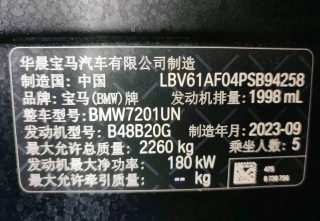 华晨宝马汽车有限公司 制造
制造国: 中国 LBV61AF04PSB94258
品牌: 宝马(BMW)牌 发动机排量: 1998 mL
整车型号: BMW7201UN
发动机型号: B48B20G 制造年月: 2023-09
最大允许总质量: 2260 kg 乘坐人数: 5
发动机最大净功率: 180 kW
最大允许牵引质量: -- kg
475